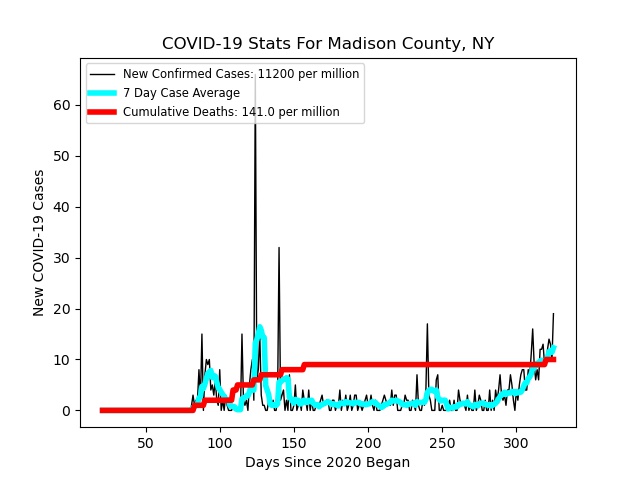 COVID-19 Stats For Madison County, NY
New Confirmed Cases: 11200 per million
7 Day Case Average
Cumulative Deaths: 141.0 per million
New COVID-19 Cases
60
50
40
30
20
10
0
50 100 150 200 250 300
Days Since 2020 Began